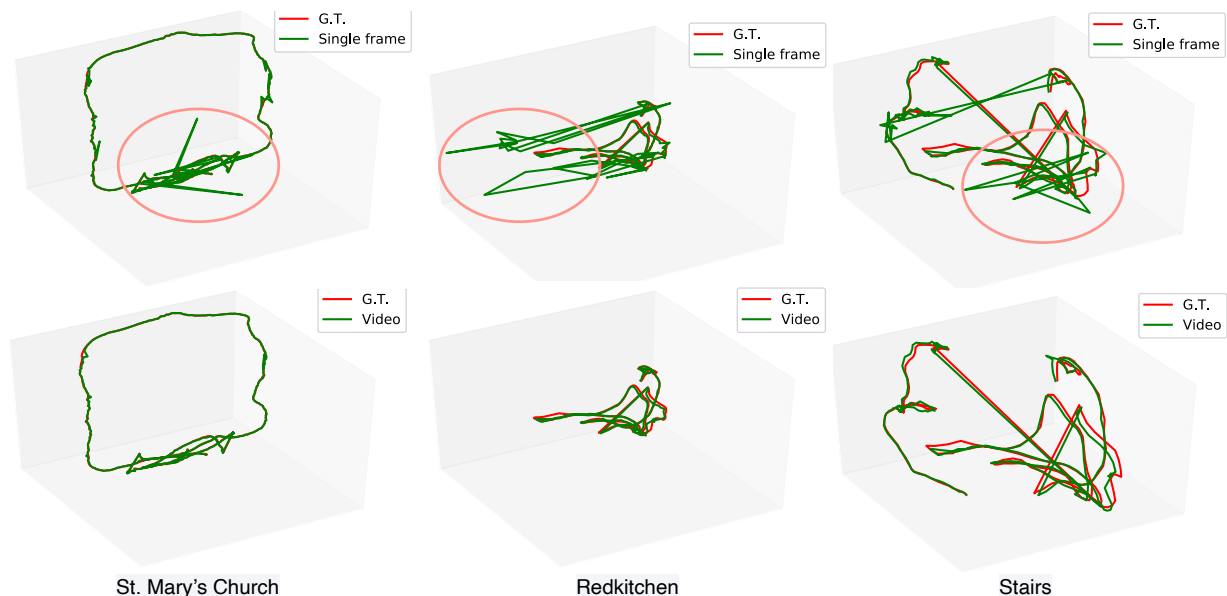 G.T.
Single frame
G.T.
Single frame
G.T.
Single frame
G.T.
Video
G.T.
Video
G.T.
Video
St. Mary's Church
Redkitchen
Stairs